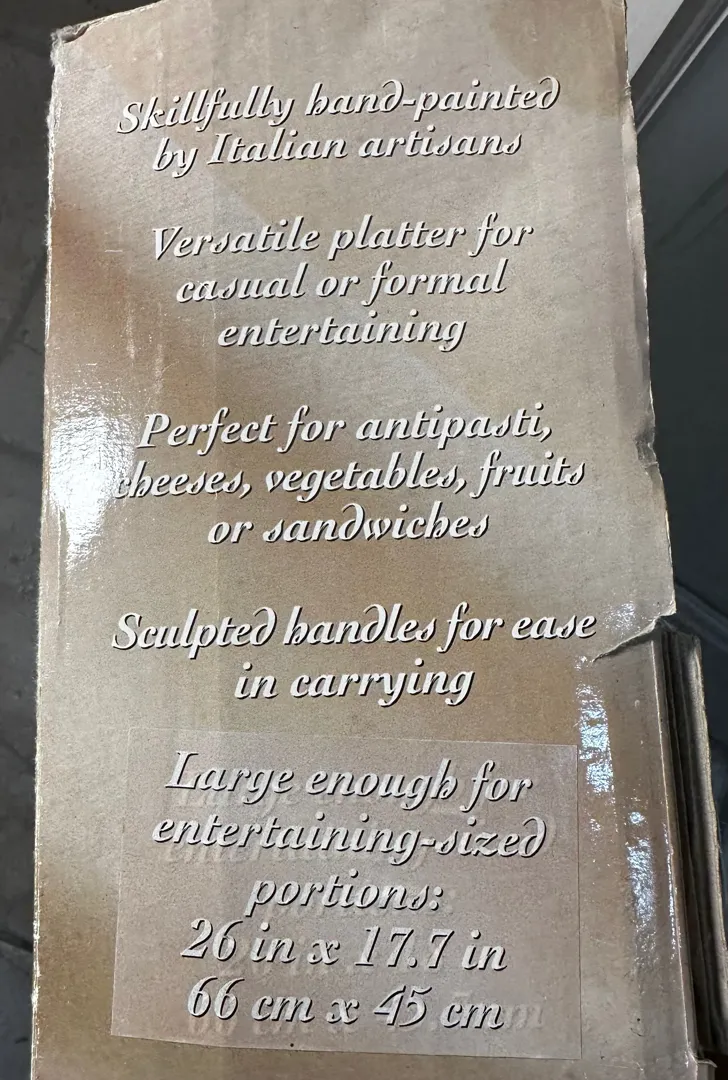 Skillfully hand-painted
by Italian artisans
Versatile platter for
casual or formal
entertaining
Perfect for antipasti,
cheeses, vegetables, fruits
or sandwiches
Sculpted handles for ease
in carrying
Large enough for
entertaining-sized
portions:
26 in x 17.7 in
66 cm x 45 cm